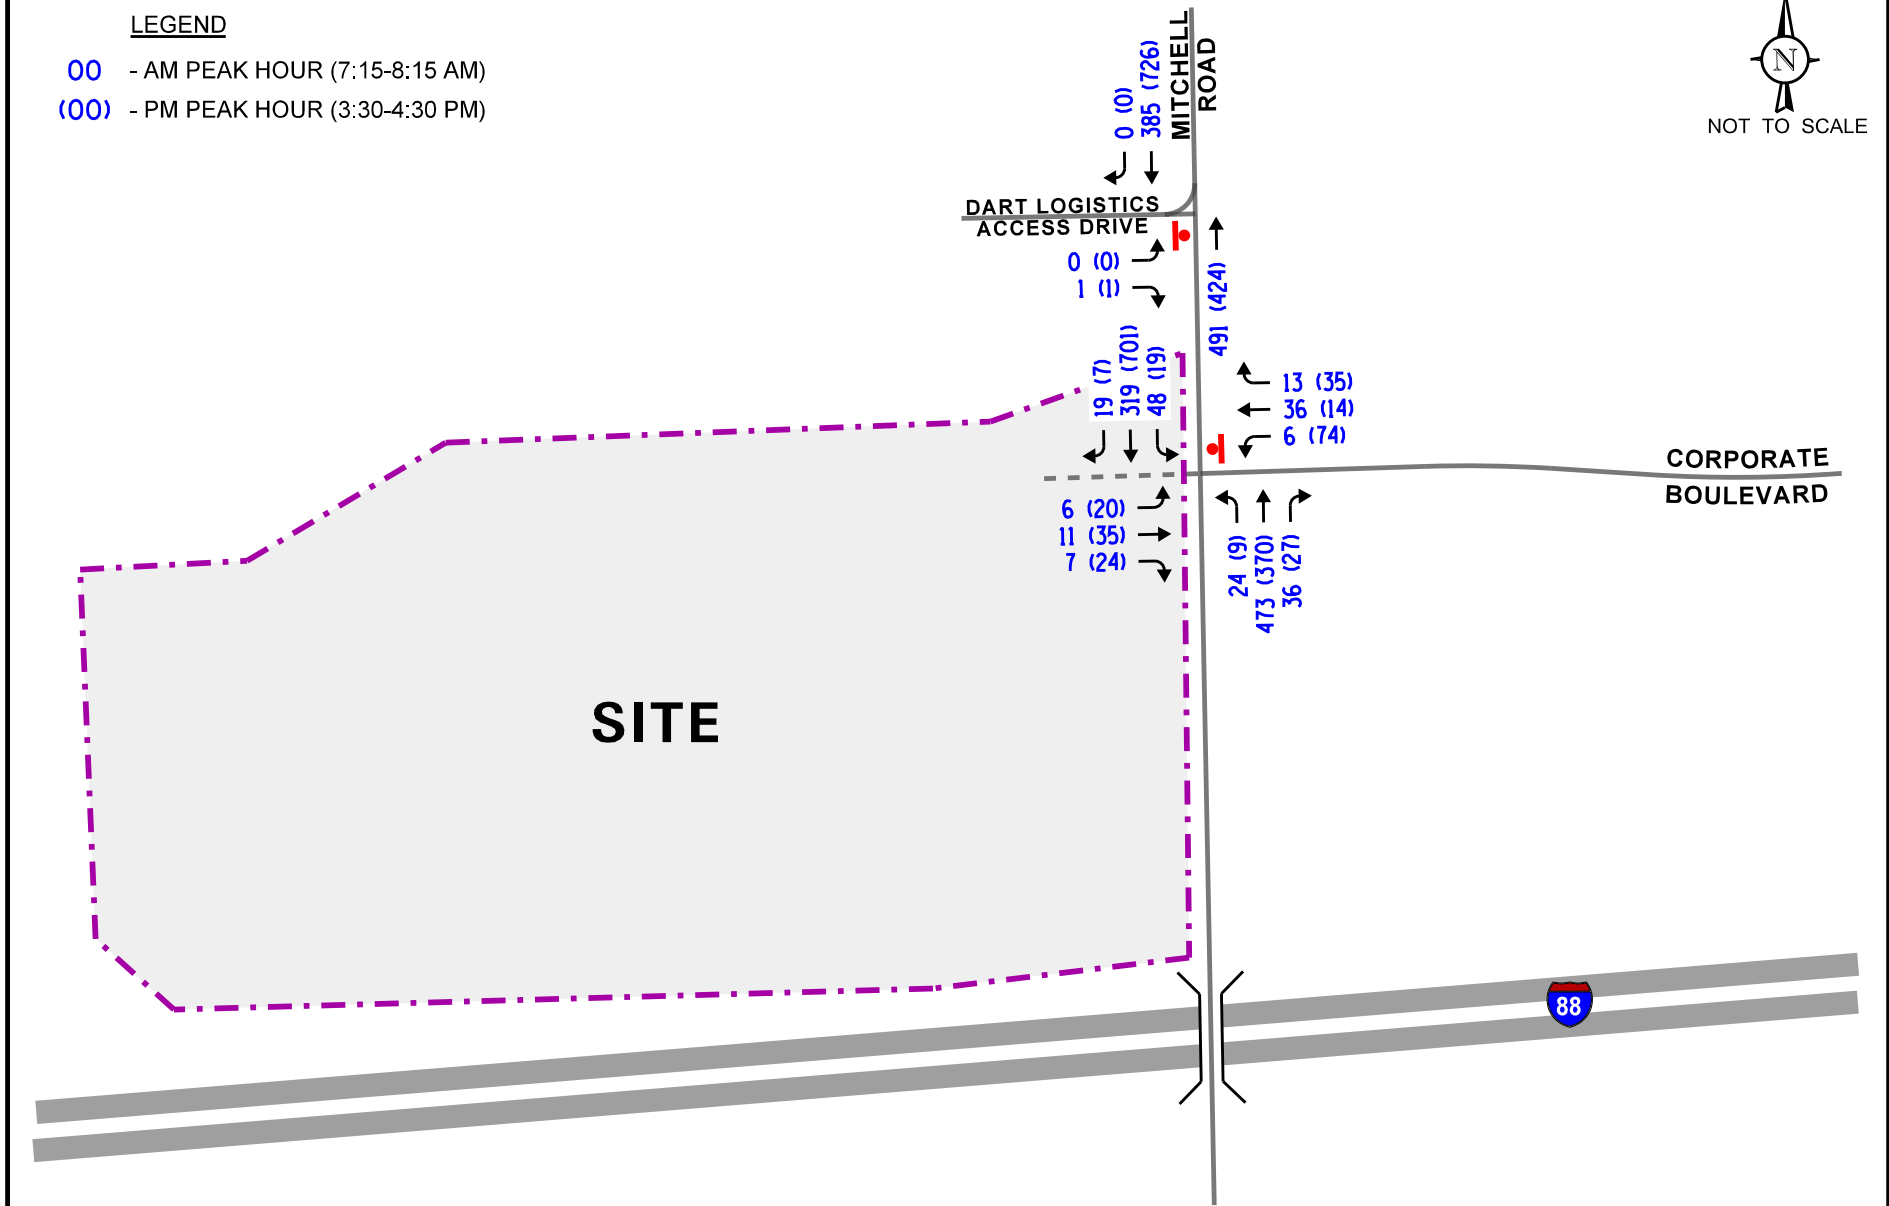 LEGEND
00 - AM PEAK HOUR (7:15-8:15 AM)
(00) - PM PEAK HOUR (3:30-4:30 PM)
N
NOT TO SCALE
MITCHELL
ROAD
0 (0)
385 (726)
DART LOGISTICS
ACCESS DRIVE
0 (0)
1 (1)
491 (424)
19 (7)
319 (701)
48 (19)
13 (35)
36 (14)
6 (74)
CORPORATE
BOULEVARD
6 (20)
11 (35)
7 (24)
24 (9)
473 (370)
36 (27)
SITE
88